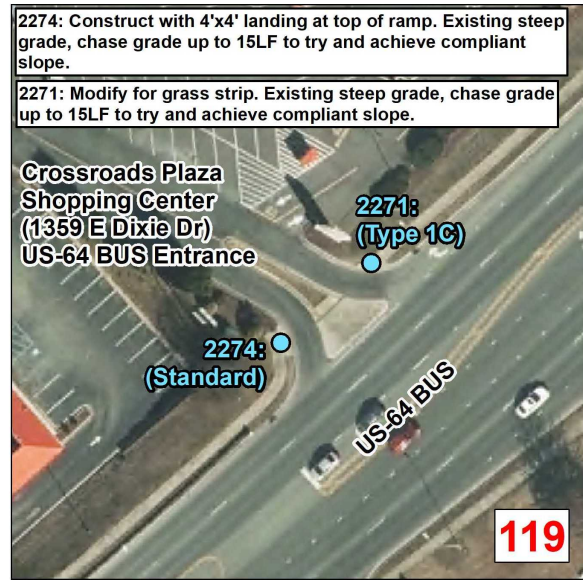 2274: Construct with 4'x4' landing at top of ramp. Existing steep
grade, chase grade up to 15LF to try and achieve compliant
slope.
2271: Modify for grass strip. Existing steep grade, chase grade
up to 15LF to try and achieve compliant slope.
Crossroads Plaza
Shopping Center
(1359 E Dixie Dr)
US-64 BUS Entrance
2271:
(Type 1C)
2274:
(Standard)
US-64 BUS
119